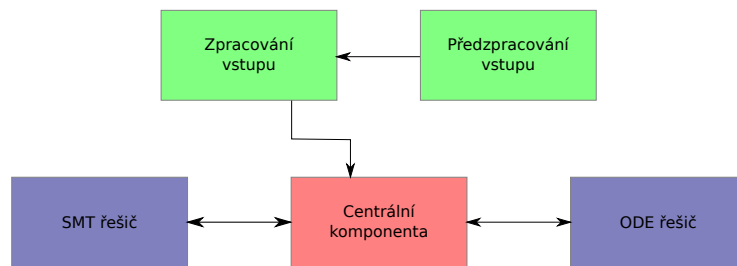 Zpracování
vstupu
Předzpracování
vstupu
SMT řešič
Centrální
komponenta
ODE řešič